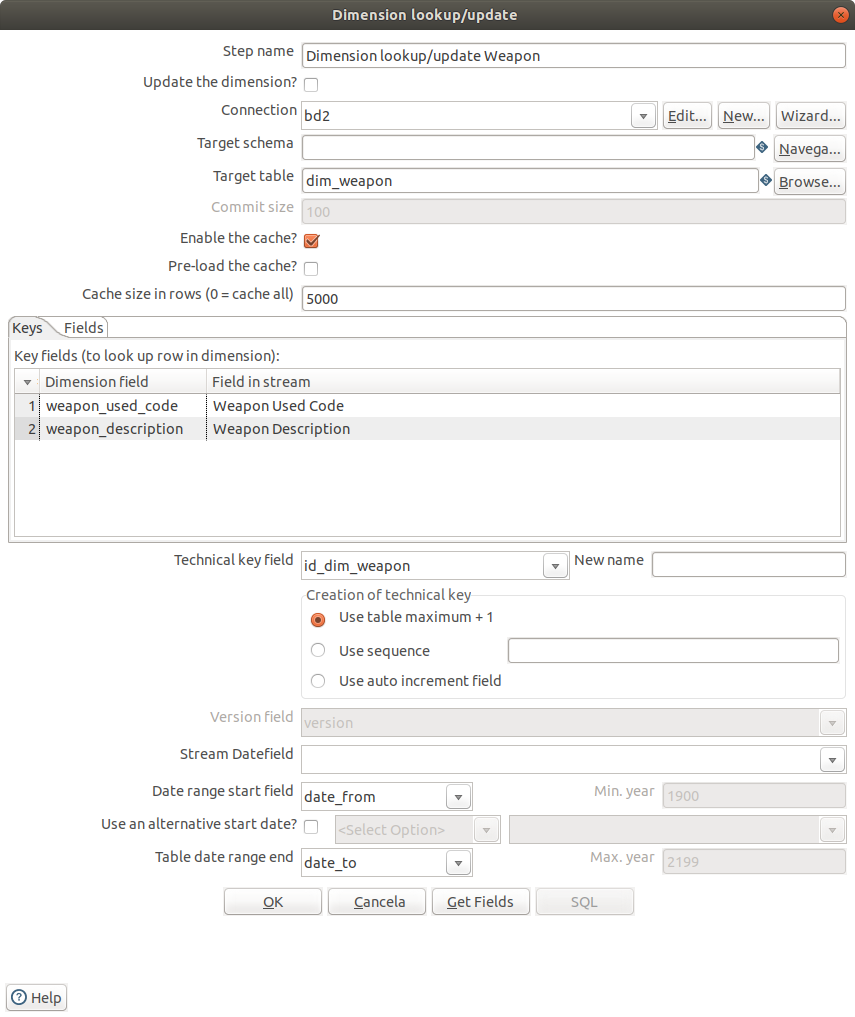 Dimension lookup/update
Step name Dimension lookup/update Weapon
Update the dimension?
Connection bd2 Edit... New... Wizard...
Target schema Navega...
Target table dim_weapon Browse...
Commit size 100
Enable the cache?
Pre-load the cache?
Cache size in rows (0 = cache all) 5000
Keys Fields
Key fields (to look up row in dimension):
Dimension field Field in stream
1 weapon_used_code Weapon Used Code
2 weapon_description Weapon Description
Technical key field id_dim_weapon New name
Creation of technical key
Use table maximum + 1
Use sequence
Use auto increment field
Version field version
Stream Datefield
Date range start field date_from Min. year 1900
Use an alternative start date? <Select Option>
Table date range end date_to Max. year 2199
OK Cancela Get Fields SQL
Help